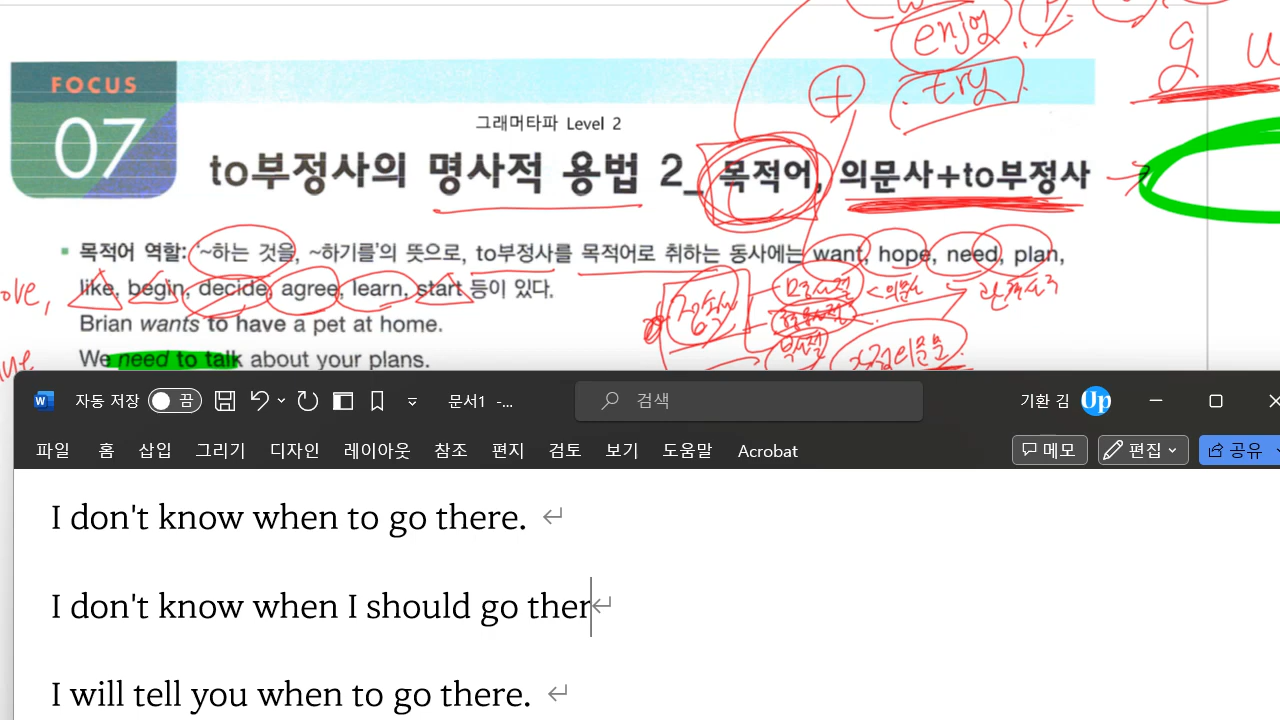 enjoy
+ try
g
FOCUS
07
그래머타파 Level 2
to부정사의 명사적 용법 2_ 목적어, 의문사+to부정사
목적어 역할: '~하는 것을, ~하기를'의 뜻으로, to부정사를 목적어로 취하는 동사에는 want, hope, need, plan,
like, begin, decide, agree, learn, start 등이 있다.
명사절 <의문사
Brian wants to have a pet at home.
We need to talk about your plans.
자동 저장 끔 문서1 -... 검색 기환 김 Up
파일 홈 삽입 그리기 디자인 레이아웃 참조 편지 검토 보기 도움말 Acrobat 메모 편집 공유
I don't know when to go there.
I don't know when I should go ther
I will tell you when to go there.